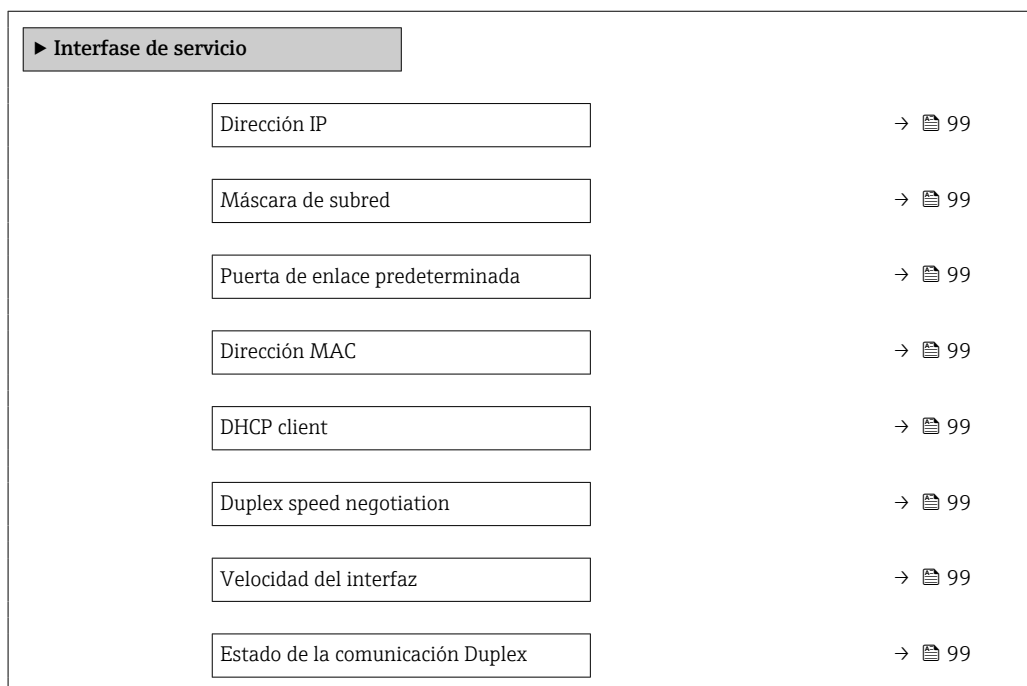 ▶ Interfase de servicio
Dirección IP → 99
Máscara de subred → 99
Puerta de enlace predeterminada → 99
Dirección MAC → 99
DHCP client → 99
Duplex speed negotiation → 99
Velocidad del interfaz → 99
Estado de la comunicación Duplex → 99